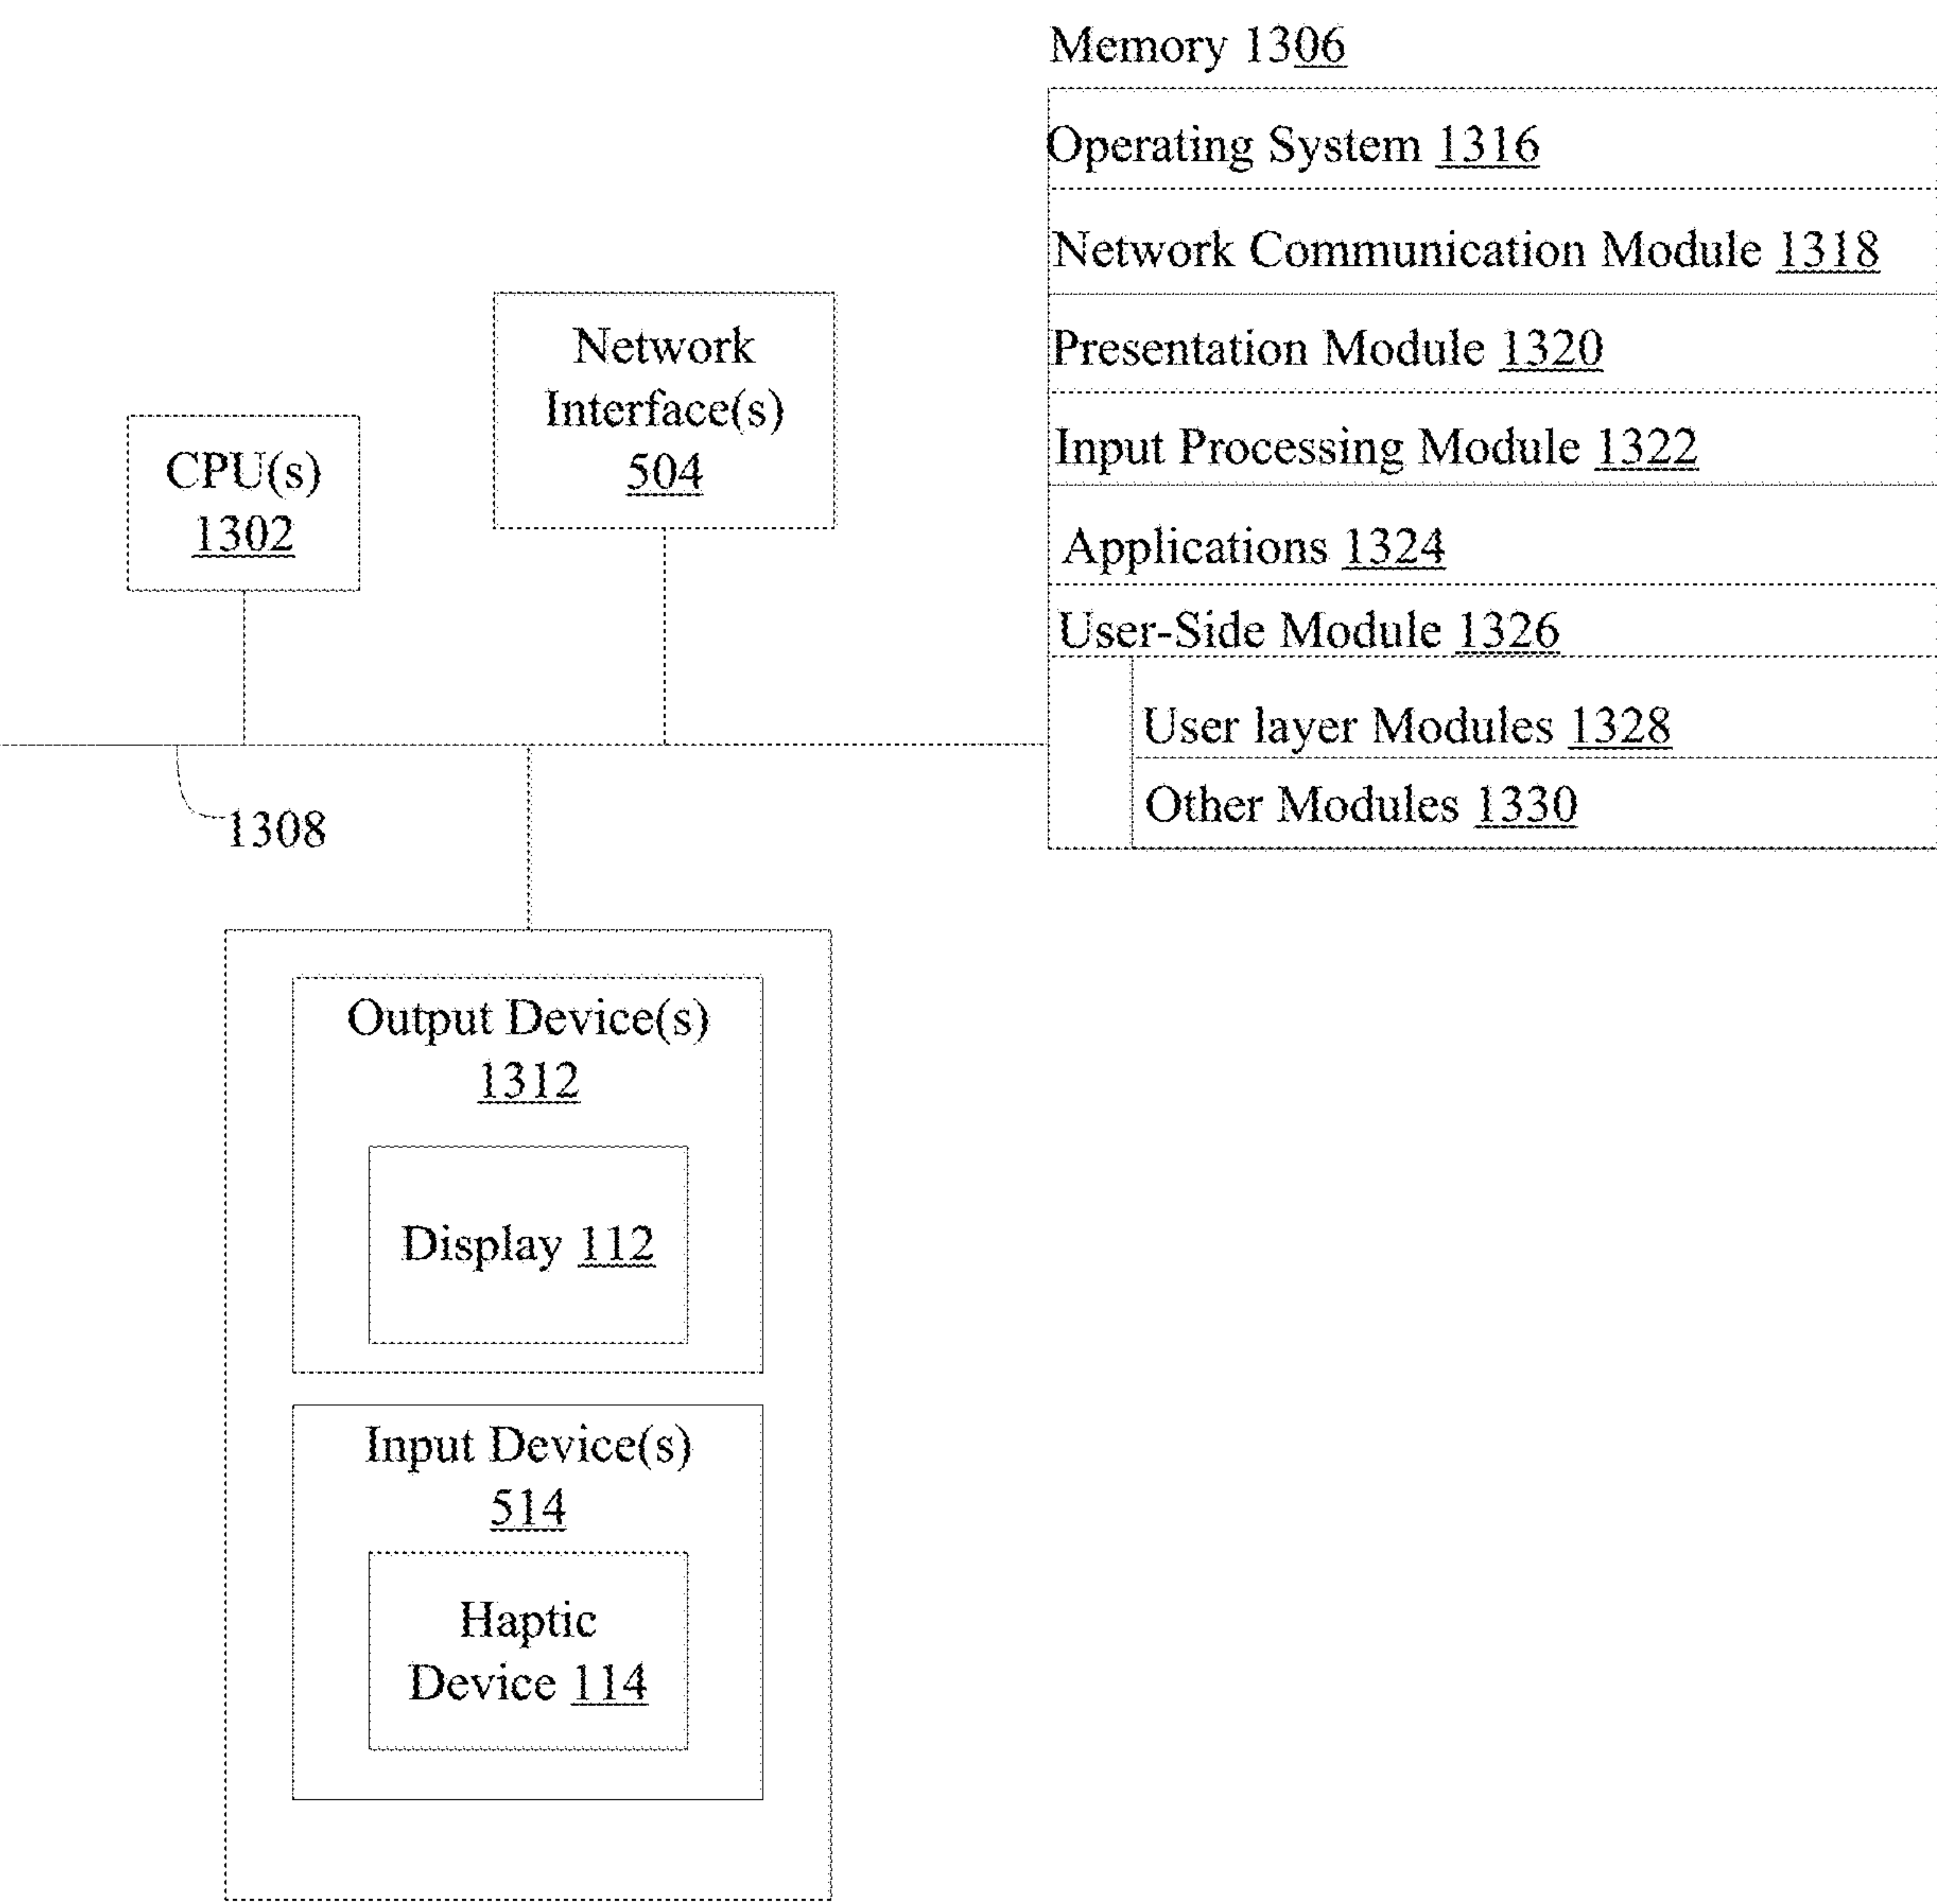 Memory 1306
Operating System 1316
Network Communication Module 1318
Presentation Module 1320
Input Processing Module 1322
Applications 1324
User-Side Module 1326
User layer Modules 1328
Other Modules 1330
Network
Interface(s)
504
CPU(s)
1302
1308
Output Device(s)
1312
Display 112
Input Device(s)
514
Haptic
Device 114